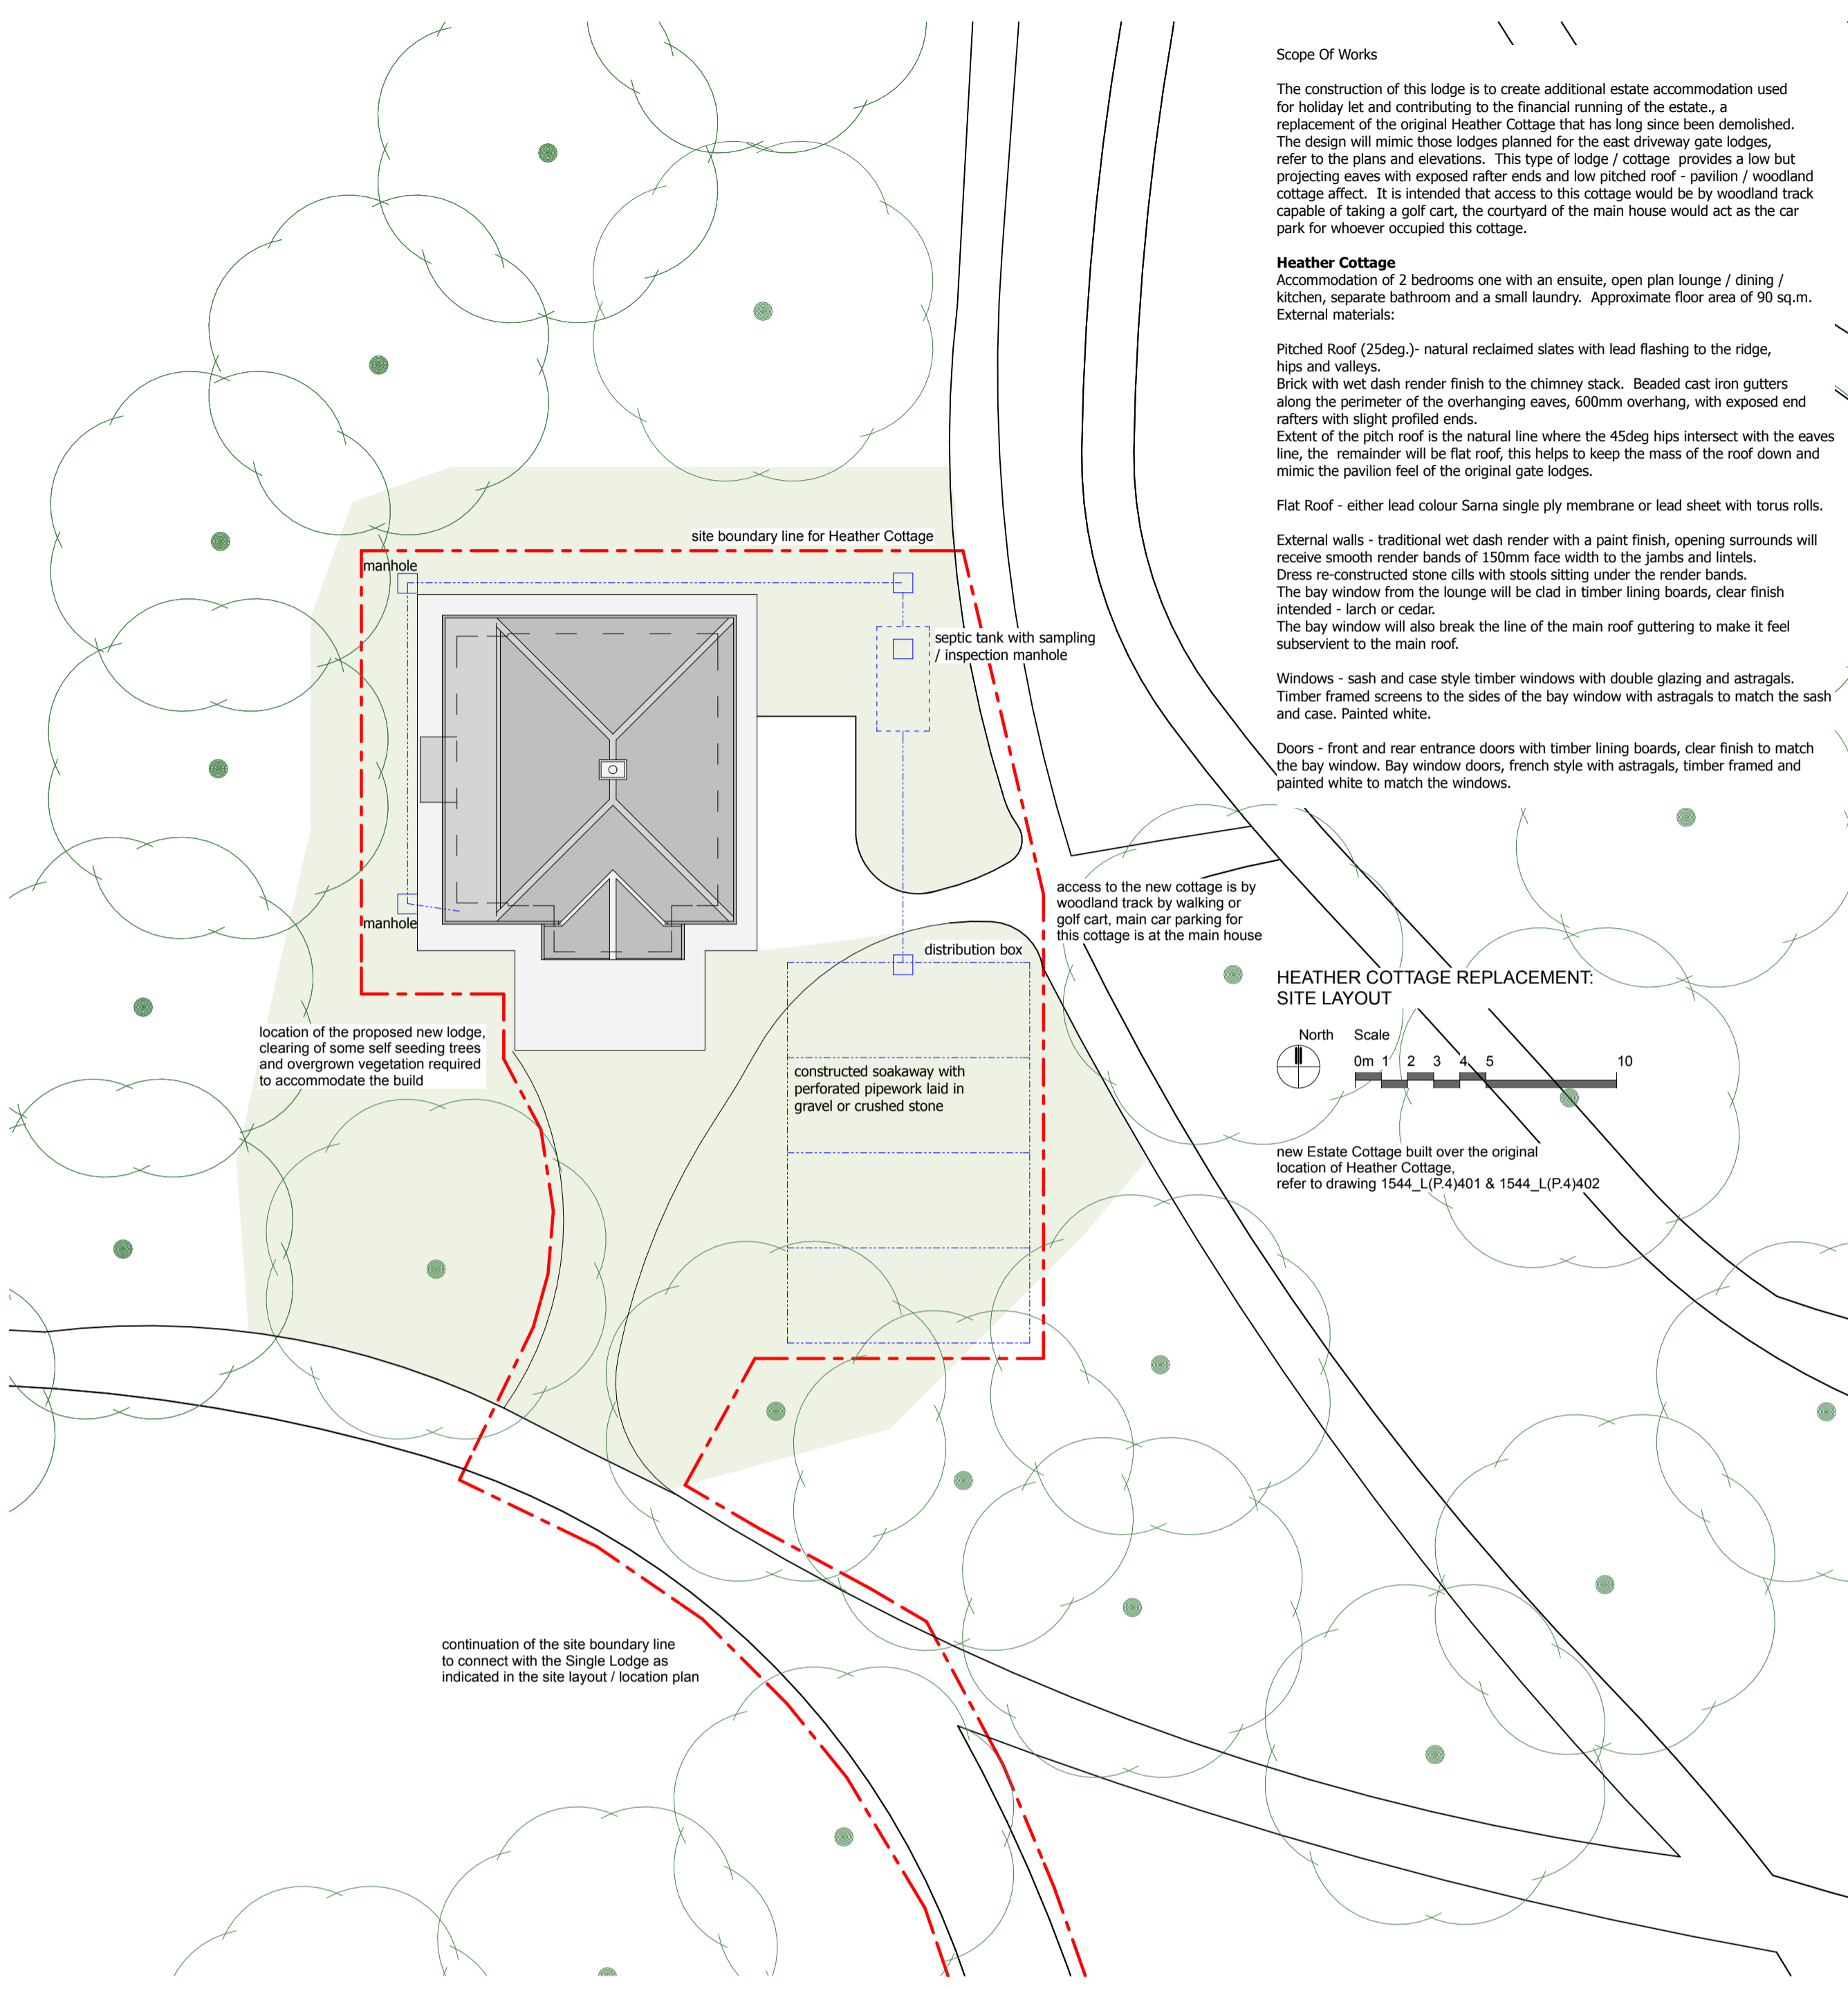 Scope Of Works
The construction of this lodge is to create additional estate accommodation used
for holiday let and contributing to the financial running of the estate., a
replacement of the original Heather Cottage that has long since been demolished.
The design will mimic those lodges planned for the east driveway gate lodges,
refer to the plans and elevations.  This type of lodge / cottage  provides a low but
projecting eaves with exposed rafter ends and low pitched roof - pavilion / woodland
cottage affect.  It is intended that access to this cottage would be by woodland track
capable of taking a golf cart, the courtyard of the main house would act as the car
park for whoever occupied this cottage.
Heather Cottage
Accommodation of 2 bedrooms one with an ensuite, open plan lounge / dining /
kitchen, separate bathroom and a small laundry.  Approximate floor area of 90 sq.m.
External materials:
Pitched Roof (25deg.)- natural reclaimed slates with lead flashing to the ridge,
hips and valleys.
Brick with wet dash render finish to the chimney stack.  Beaded cast iron gutters
along the perimeter of the overhanging eaves, 600mm overhang, with exposed end
rafters with slight profiled ends.
Extent of the pitch roof is the natural line where the 45deg hips intersect with the eaves
line, the  remainder will be flat roof, this helps to keep the mass of the roof down and
mimic the pavilion feel of the original gate lodges.
Flat Roof - either lead colour Sarna single ply membrane or lead sheet with torus rolls.
External walls - traditional wet dash render with a paint finish, opening surrounds will
receive smooth render bands of 150mm face width to the jambs and lintels.
Dress re-constructed stone cills with stools sitting under the render bands.
The bay window from the lounge will be clad in timber lining boards, clear finish
intended - larch or cedar.
The bay window will also break the line of the main roof guttering to make it feel
subservient to the main roof.
Windows - sash and case style timber windows with double glazing and astragals.
Timber framed screens to the sides of the bay window with astragals to match the sash
and case. Painted white.
Doors - front and rear entrance doors with timber lining boards, clear finish to match
the bay window. Bay window doors, french style with astragals, timber framed and
painted white to match the windows.
site boundary line for Heather Cottage
manhole
septic tank with sampling
/ inspection manhole
access to the new cottage is by
woodland track by walking or
golf cart, main car parking for
this cottage is at the main house
manhole
distribution box
HEATHER COTTAGE REPLACEMENT:
SITE LAYOUT
North Scale
0m 1 2 3 4 5 10
location of the proposed new lodge,
clearing of some self seeding trees
and overgrown vegetation required
to accommodate the build
constructed soakaway with
perforated pipework laid in
gravel or crushed stone
new Estate Cottage built over the original
location of Heather Cottage,
refer to drawing 1544_L(P.4)401 & 1544_L(P.4)402
continuation of the site boundary line
to connect with the Single Lodge as
indicated in the site layout / location plan